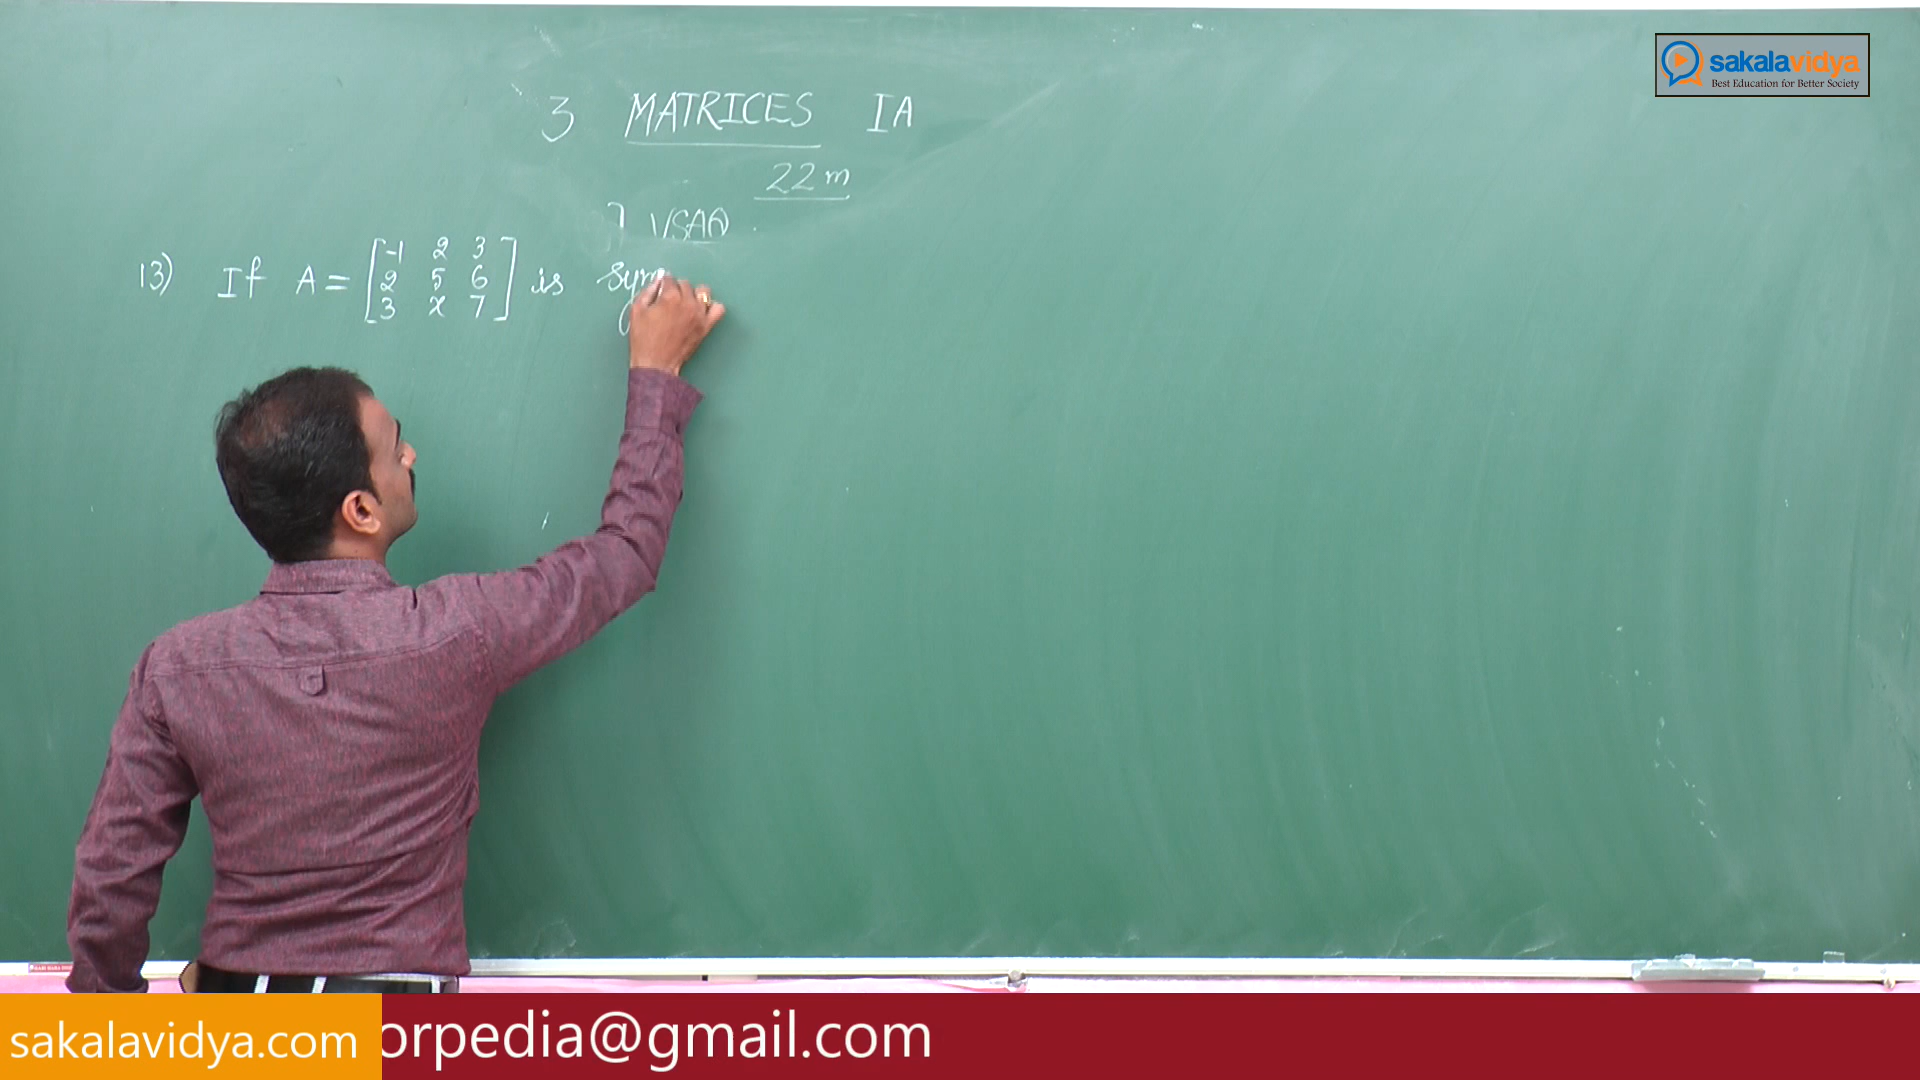 sakalavidya
Best Education for Better Society
3 MATRICES IA
22m
VSAQ
13) If A = [-1 2 3
2 5 6
3 x 7] is sym
sakalavidya.com orpedia@gmail.com